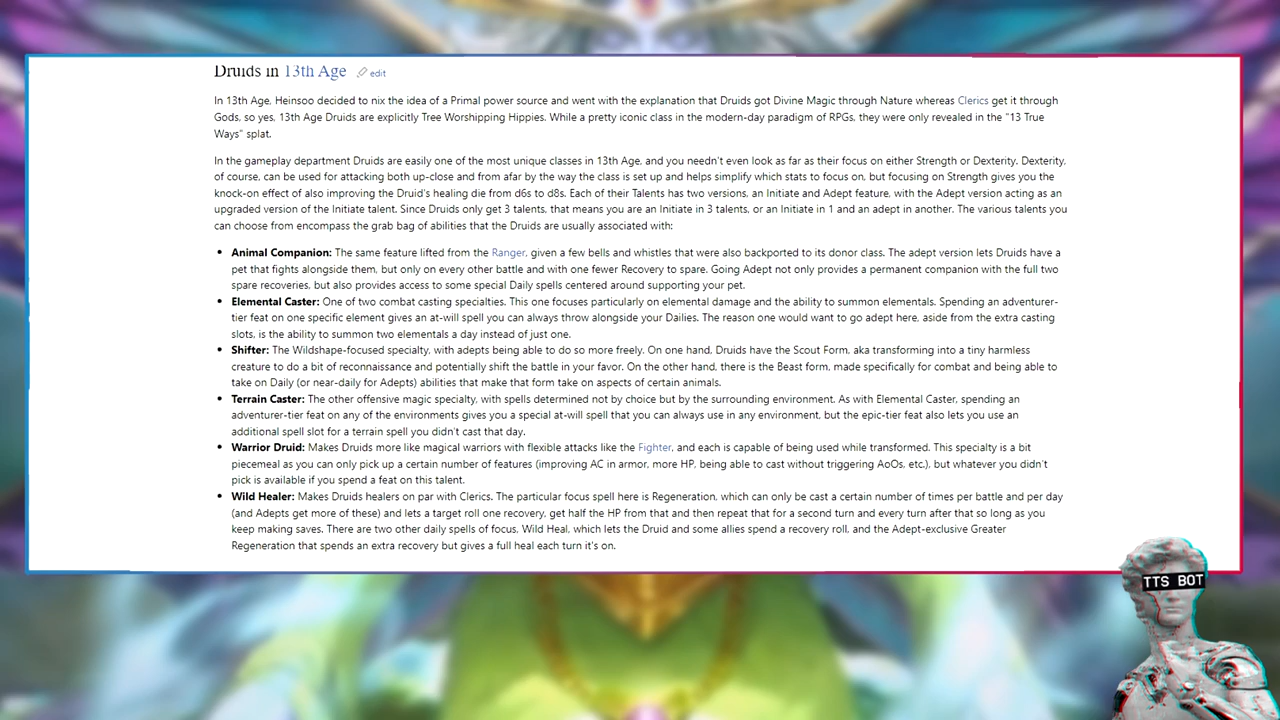 Druids in 13th Age edit
In 13th Age, Heinsoo decided to nix the idea of a Primal power source and went with the explanation that Druids got Divine Magic through Nature whereas Clerics get it through
Gods, so yes, 13th Age Druids are explicitly Tree Worshipping Hippies. While a pretty iconic class in the modern-day paradigm of RPGs, they were only revealed in the "13 True
Ways" splat.
In the gameplay department Druids are easily one of the most unique classes in 13th Age, and you needn't even look as far as their focus on either Strength or Dexterity. Dexterity,
of course, can be used for attacking both up-close and from afar by the way the class is set up and helps simplify which stats to focus on, but focusing on Strength gives you the
knock-on effect of also improving the Druid's healing die from d6s to d8s. Each of their Talents has two versions, an Initiate and Adept feature, with the Adept version acting as an
upgraded version of the Initiate talent. Since Druids only get 3 talents, that means you are an Initiate in 3 talents, or an Initiate in 1 and an adept in another. The various talents you
can choose from encompass the grab bag of abilities that the Druids are usually associated with:
• Animal Companion: The same feature lifted from the Ranger, given a few bells and whistles that were also backported to its donor class. The adept version lets Druids have a
pet that fights alongside them, but only on every other battle and with one fewer Recovery to spare. Going Adept not only provides a permanent companion with the full two
spare recoveries, but also provides access to some special Daily spells centered around supporting your pet.
• Elemental Caster: One of two combat casting specialties. This one focuses particularly on elemental damage and the ability to summon elementals. Spending an adventurer-
tier feat on one specific element gives an at-will spell you can always throw alongside your Dailies. The reason one would want to go adept here, aside from the extra casting
slots, is the ability to summon two elementals a day instead of just one.
• Shifter: The Wildshape-focused specialty, with adepts being able to do so more freely. On one hand, Druids have the Scout Form, aka transforming into a tiny harmless
creature to do a bit of reconnaissance and potentially shift the battle in your favor. On the other hand, there is the Beast form, made specifically for combat and being able to
take on Daily (or near-daily for Adepts) abilities that make that form take on aspects of certain animals.
• Terrain Caster: The other offensive magic specialty, with spells determined not by choice but by the surrounding environment. As with Elemental Caster, spending an
adventurer-tier feat on any of the environments gives you a special at-will spell that you can always use in any environment, but the epic-tier feat also lets you use an
additional spell slot for a terrain spell you didn't cast that day.
• Warrior Druid: Makes Druids more like magical warriors with flexible attacks like the Fighter, and each is capable of being used while transformed. This specialty is a bit
piecemeal as you can only pick up a certain number of features (improving AC in armor, more HP, being able to cast without triggering AoOs, etc.), but whatever you didn't
pick is available if you spend a feat on this talent.
• Wild Healer: Makes Druids healers on par with Clerics. The particular focus spell here is Regeneration, which can only be cast a certain number of times per battle and per day
(and Adepts get more of these) and lets a target roll one recovery, get half the HP from that and then repeat that for a second turn and every turn after that so long as you
keep making saves. There are two other daily spells of focus, Wild Heal, which lets the Druid and some allies spend a recovery roll, and the Adept-exclusive Greater
Regeneration that spends an extra recovery but gives a full heal each turn it's on.
TTS BOT